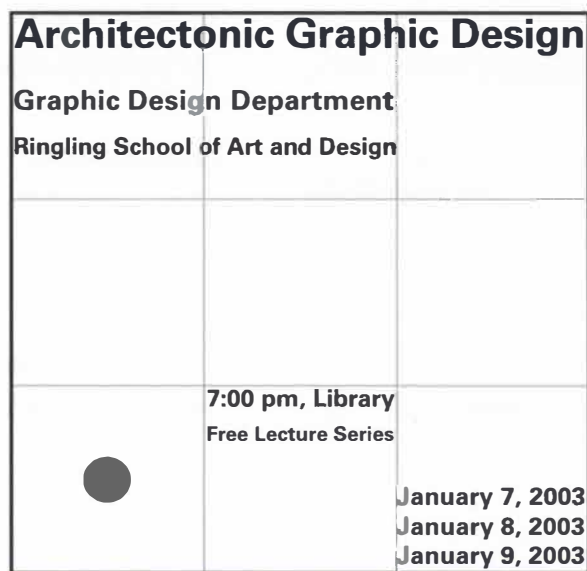 Architectonic Graphic Design
Graphic Design Department
Ringling School of Art and Design
7:00 pm, Library
Free Lecture Series
January 7, 2003
January 8, 2003
January 9, 2003